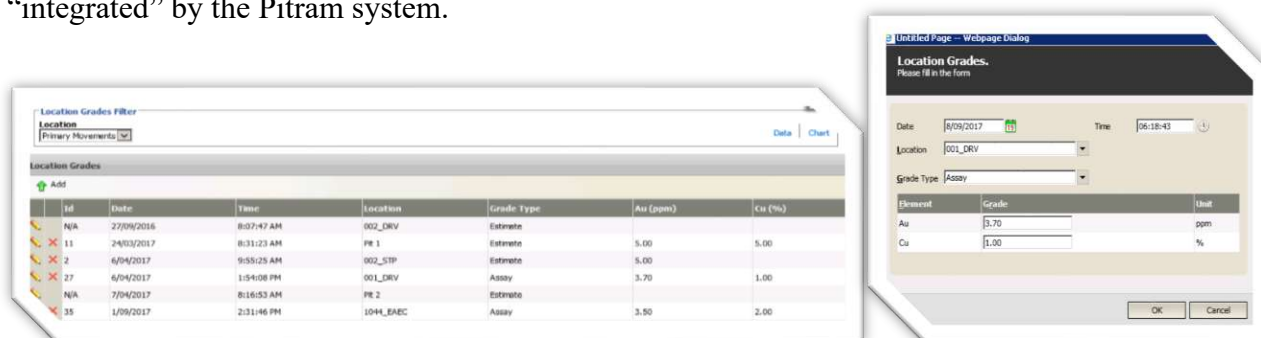 “integrated” by the Pitram system.
Location Grades Filter
Location
Primary Movements
Data | Chart
Location Grades
Add
Id Date Time Location Grade Type Au (ppm) Cu (%)
N/A 27/09/2016 8:07:47 AM 002_DRV Estimate
11 24/03/2017 8:31:23 AM Pit 1 Estimate 5.00 5.00
2 6/04/2017 9:55:25 AM 002_STP Estimate 5.00
27 6/04/2017 1:54:08 PM 001_DRV Assay 3.70 1.00
N/A 7/04/2017 8:16:53 AM Pit 2 Estimate
35 1/09/2017 2:31:46 PM 1044_EAEC Assay 3.50 2.00
Untitled Page -- Webpage Dialog
Location Grades.
Please fill in the form
Date 8/09/2017 Time 06:18:43
Location 001_DRV
Grade Type Assay
Element Grade Unit
Au 3.70 ppm
Cu 1.00 %
OK Cancel